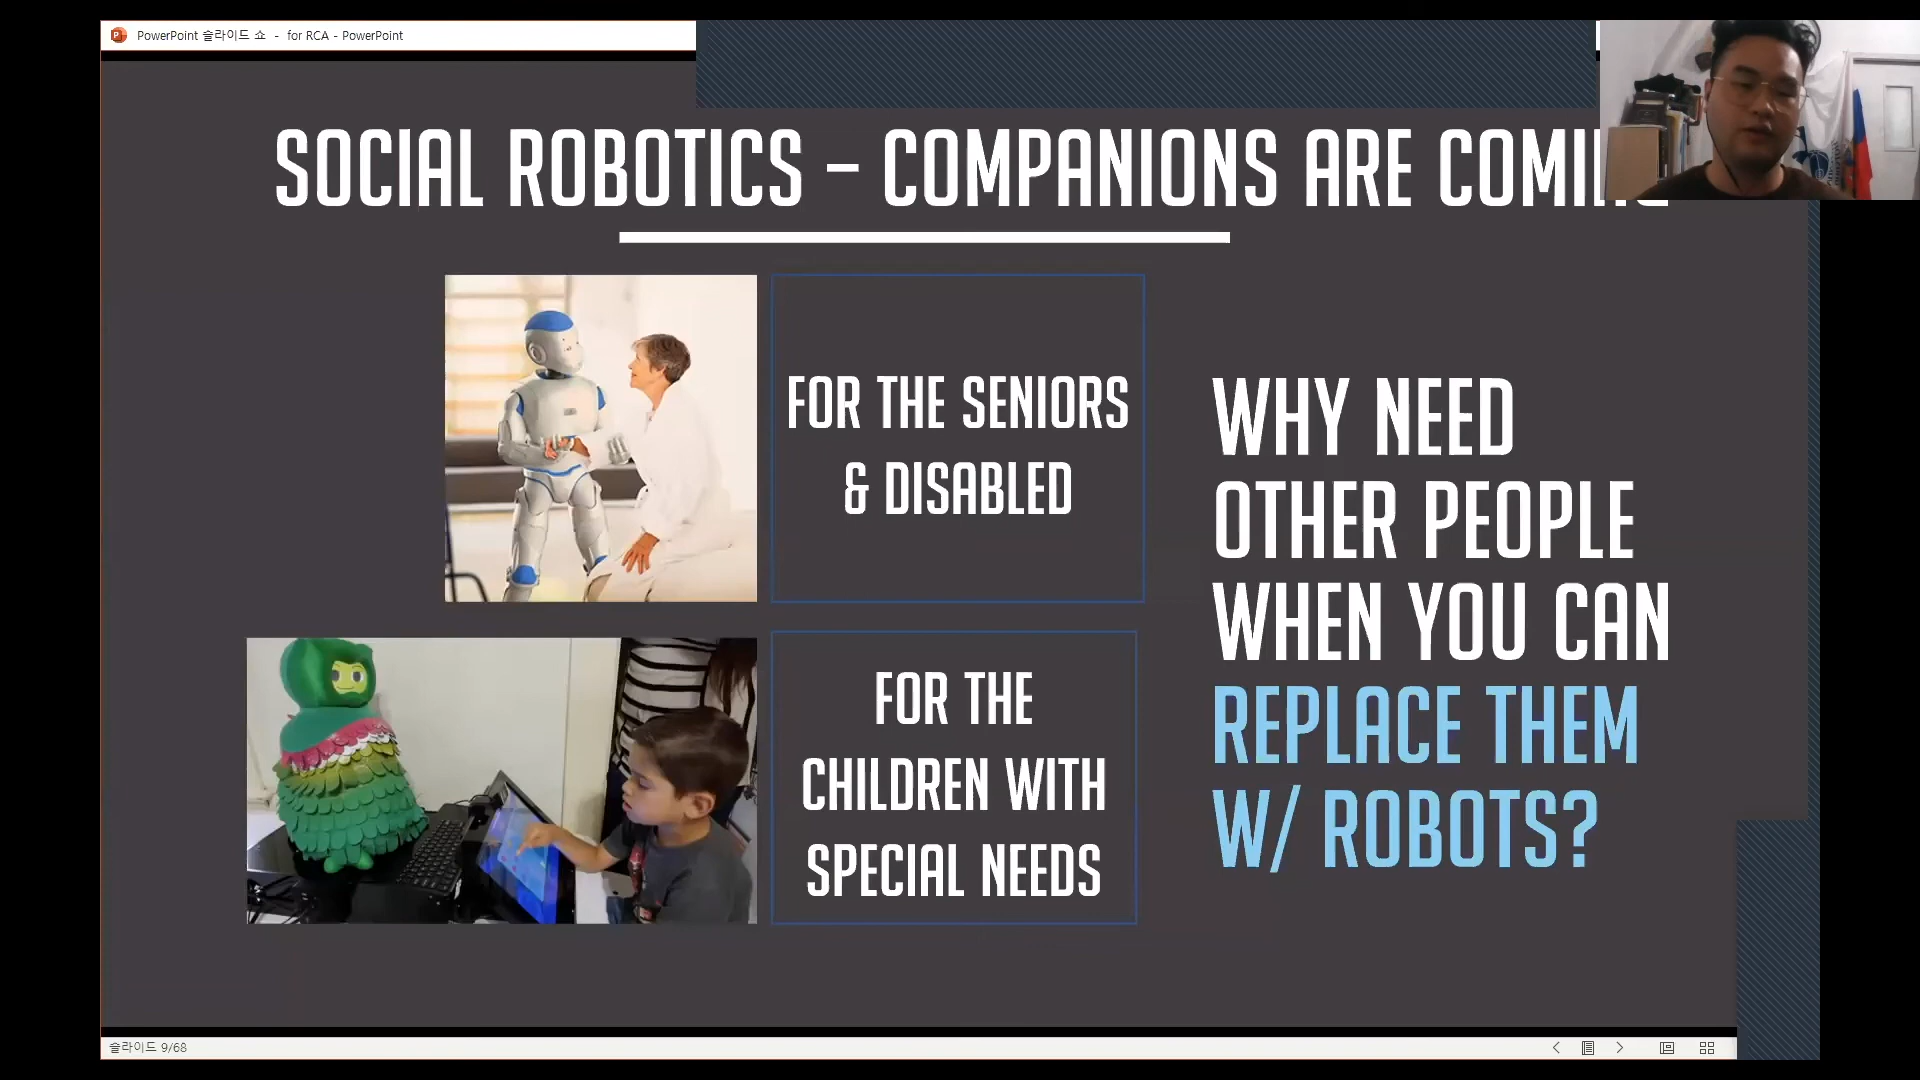 PowerPoint 슬라이드 쇼 - for RCA - PowerPoint
SOCIAL ROBOTICS – COMPANIONS ARE COMING
FOR THE SENIORS
& DISABLED
WHY NEED
OTHER PEOPLE
WHEN YOU CAN
REPLACE THEM
W/ ROBOTS?
FOR THE
CHILDREN WITH
SPECIAL NEEDS
슬라이드 9/68